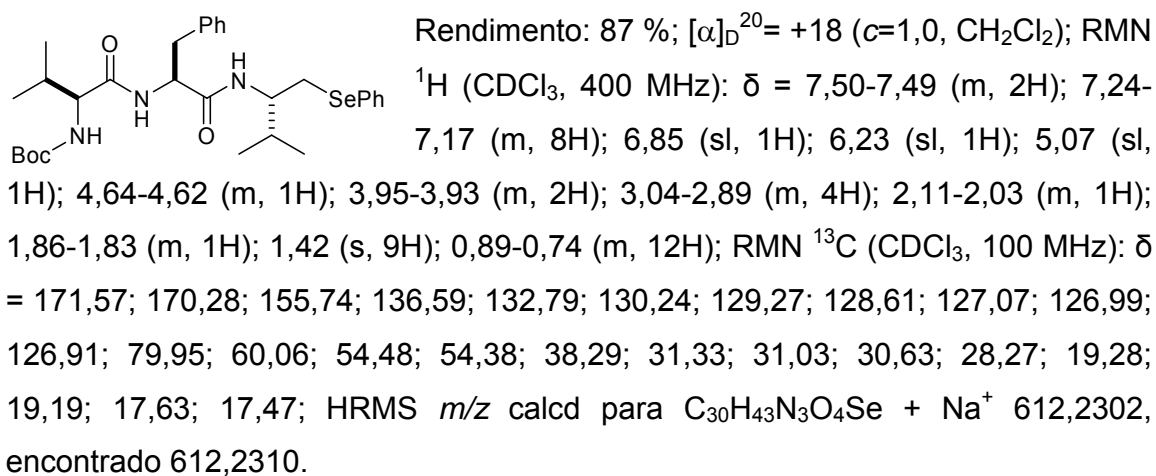 Rendimento: 87 %; [α]D20= +18 (c=1,0, CH2Cl2); RMN
1H (CDCl3, 400 MHz): δ = 7,50-7,49 (m, 2H); 7,24-
7,17 (m, 8H); 6,85 (sl, 1H); 6,23 (sl, 1H); 5,07 (sl,
1H); 4,64-4,62 (m, 1H); 3,95-3,93 (m, 2H); 3,04-2,89 (m, 4H); 2,11-2,03 (m, 1H);
1,86-1,83 (m, 1H); 1,42 (s, 9H); 0,89-0,74 (m, 12H); RMN 13C (CDCl3, 100 MHz): δ
= 171,57; 170,28; 155,74; 136,59; 132,79; 130,24; 129,27; 128,61; 127,07; 126,99;
126,91; 79,95; 60,06; 54,48; 54,38; 38,29; 31,33; 31,03; 30,63; 28,27; 19,28;
19,19; 17,63; 17,47; HRMS m/z calcd para C30H43N3O4Se + Na+ 612,2302,
encontrado 612,2310.
Ph
O
H
N
N
H
SePh
O
NH
Boc